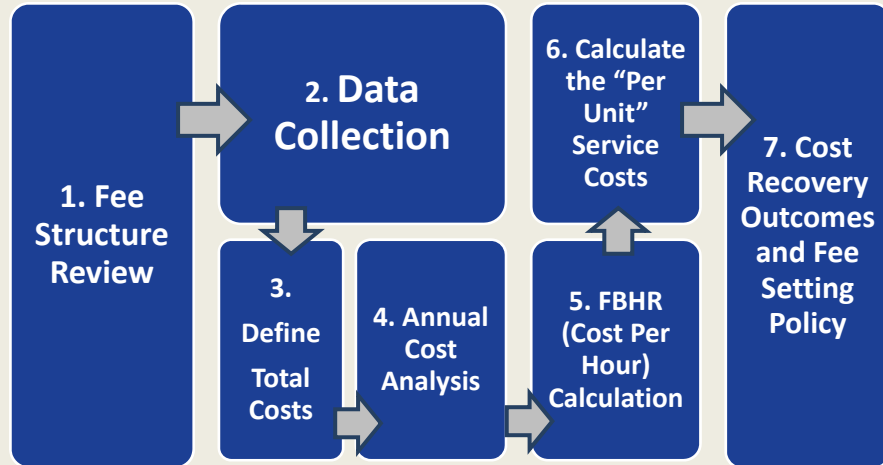 1. Fee
Structure
Review
2. Data
Collection
3.
Define
Total
Costs
4. Annual
Cost
Analysis
5. FBHR
(Cost Per
Hour)
Calculation
6. Calculate
the “Per
Unit”
Service
Costs
7. Cost
Recovery
Outcomes
and Fee
Setting
Policy